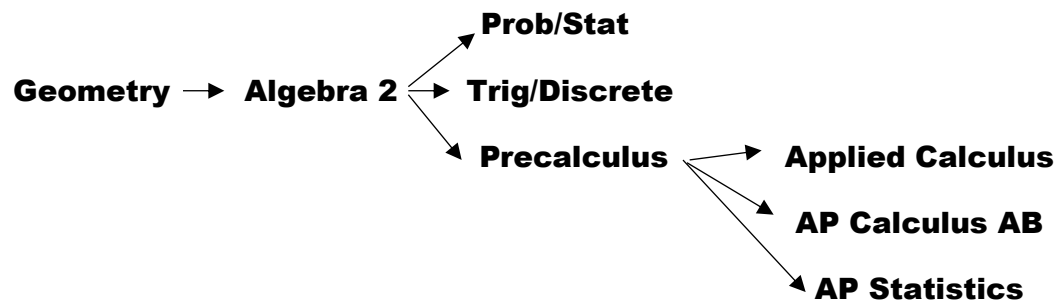 Prob/Stat
Geometry Algebra 2 Trig/Discrete
Precalculus Applied Calculus
AP Calculus AB
AP Statistics